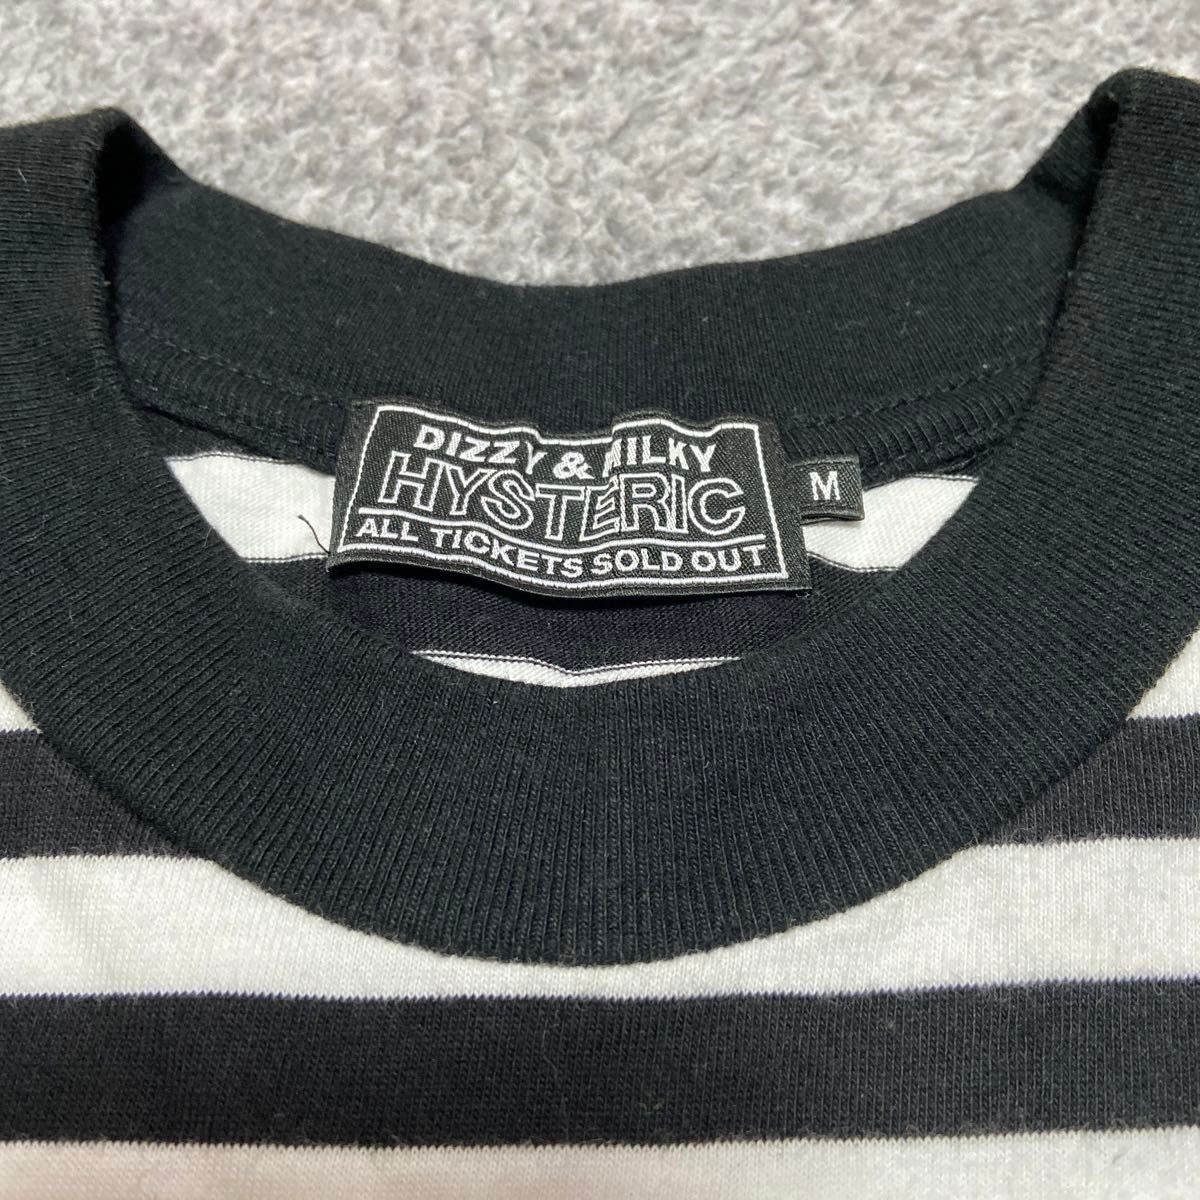 DIZZY & MILKY
HYSTERIC
ALL TICKETS SOLD OUT
M